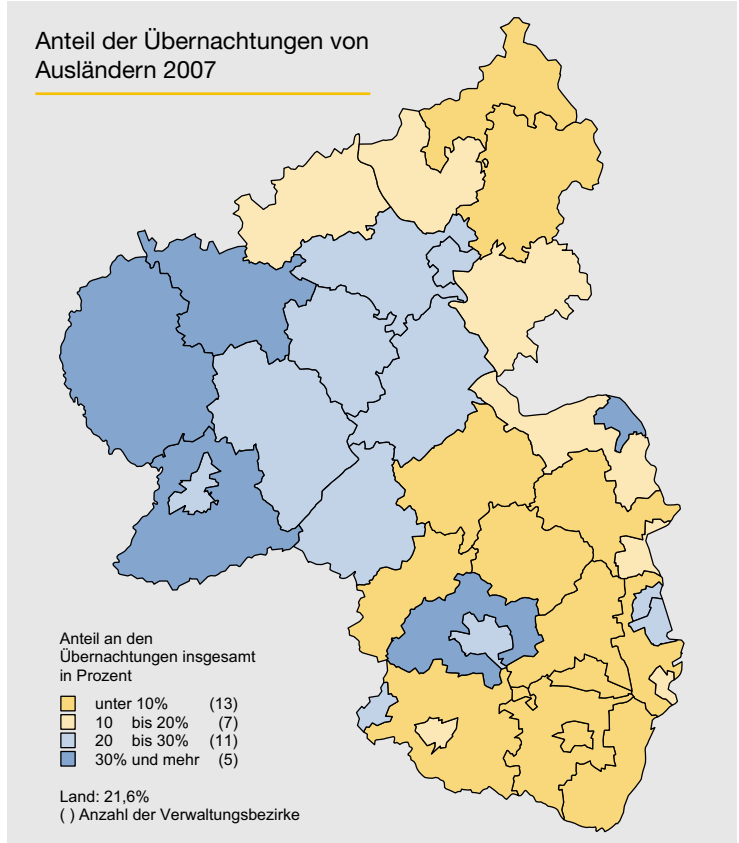 Anteil der Übernachtungen von
Ausländern 2007
Anteil an den
Übernachtungen insgesamt
in Prozent
unter 10% (13)
10 bis 20% (7)
20 bis 30% (11)
30% und mehr (5)
Land: 21,6%
( ) Anzahl der Verwaltungsbezirke